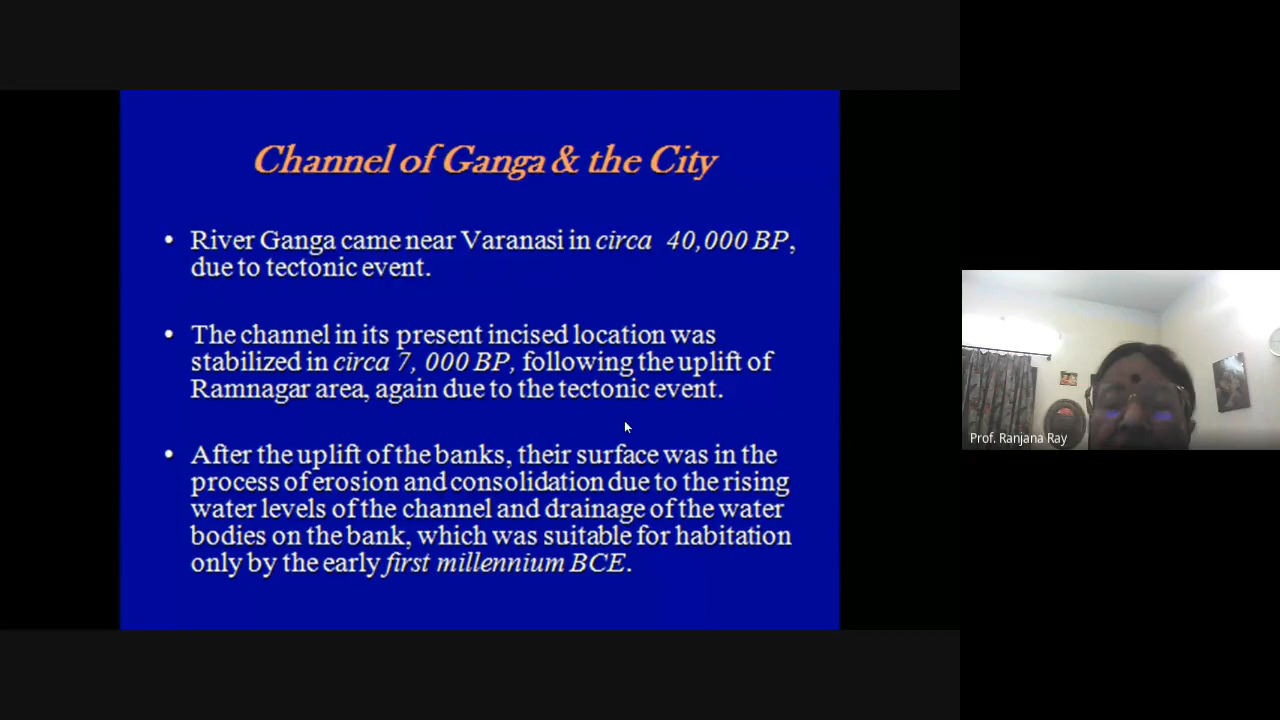 Channel of Ganga & the City
• River Ganga came near Varanasi in circa 40,000 BP,
due to tectonic event.
• The channel in its present incised location was
stabilized in circa 7, 000 BP, following the uplift of
Ramnagar area, again due to the tectonic event.
• After the uplift of the banks, their surface was in the
process of erosion and consolidation due to the rising
water levels of the channel and drainage of the water
bodies on the bank, which was suitable for habitation
only by the early first millennium BCE.
Prof. Ranjana Ray